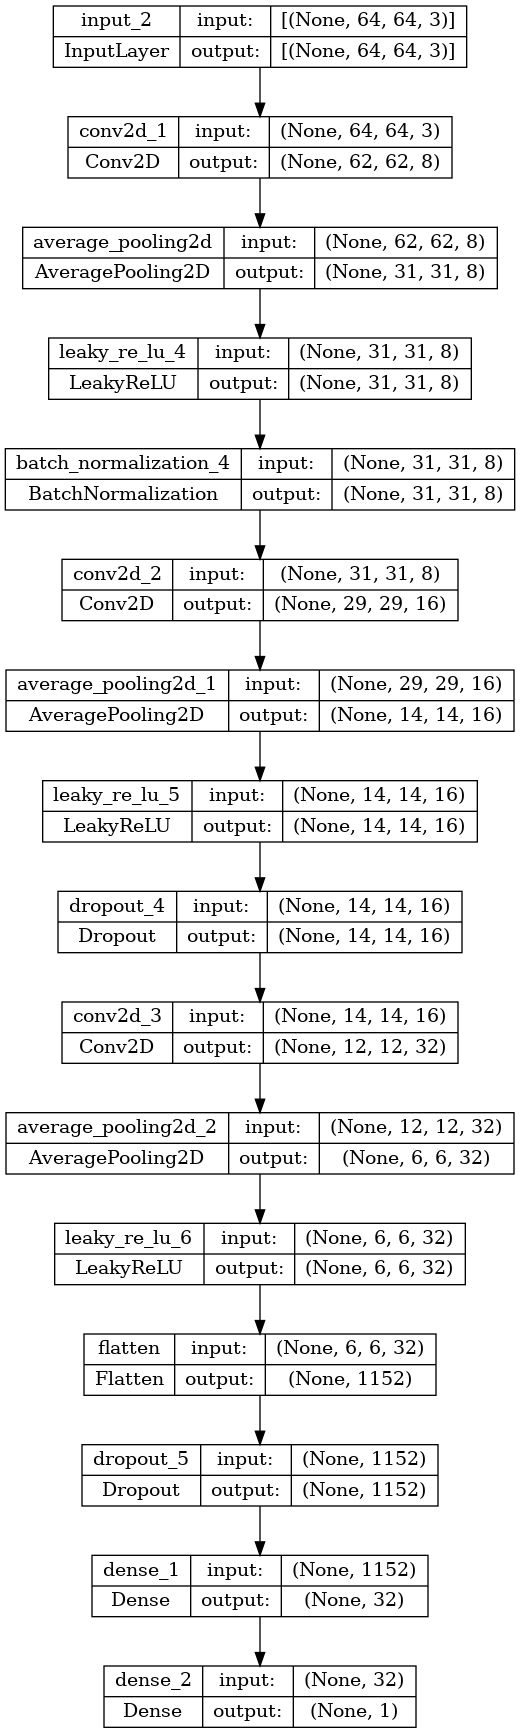 input_2 input: [(None, 64, 64, 3)]
InputLayer output: [(None, 64, 64, 3)]
conv2d_1 input: (None, 64, 64, 3)
Conv2D output: (None, 62, 62, 8)
average_pooling2d input: (None, 62, 62, 8)
AveragePooling2D output: (None, 31, 31, 8)
leaky_re_lu_4 input: (None, 31, 31, 8)
LeakyReLU output: (None, 31, 31, 8)
batch_normalization_4 input: (None, 31, 31, 8)
BatchNormalization output: (None, 31, 31, 8)
conv2d_2 input: (None, 31, 31, 8)
Conv2D output: (None, 29, 29, 16)
average_pooling2d_1 input: (None, 29, 29, 16)
AveragePooling2D output: (None, 14, 14, 16)
leaky_re_lu_5 input: (None, 14, 14, 16)
LeakyReLU output: (None, 14, 14, 16)
dropout_4 input: (None, 14, 14, 16)
Dropout output: (None, 14, 14, 16)
conv2d_3 input: (None, 14, 14, 16)
Conv2D output: (None, 12, 12, 32)
average_pooling2d_2 input: (None, 12, 12, 32)
AveragePooling2D output: (None, 6, 6, 32)
leaky_re_lu_6 input: (None, 6, 6, 32)
LeakyReLU output: (None, 6, 6, 32)
flatten input: (None, 6, 6, 32)
Flatten output: (None, 1152)
dropout_5 input: (None, 1152)
Dropout output: (None, 1152)
dense_1 input: (None, 1152)
Dense output: (None, 32)
dense_2 input: (None, 32)
Dense output: (None, 1)